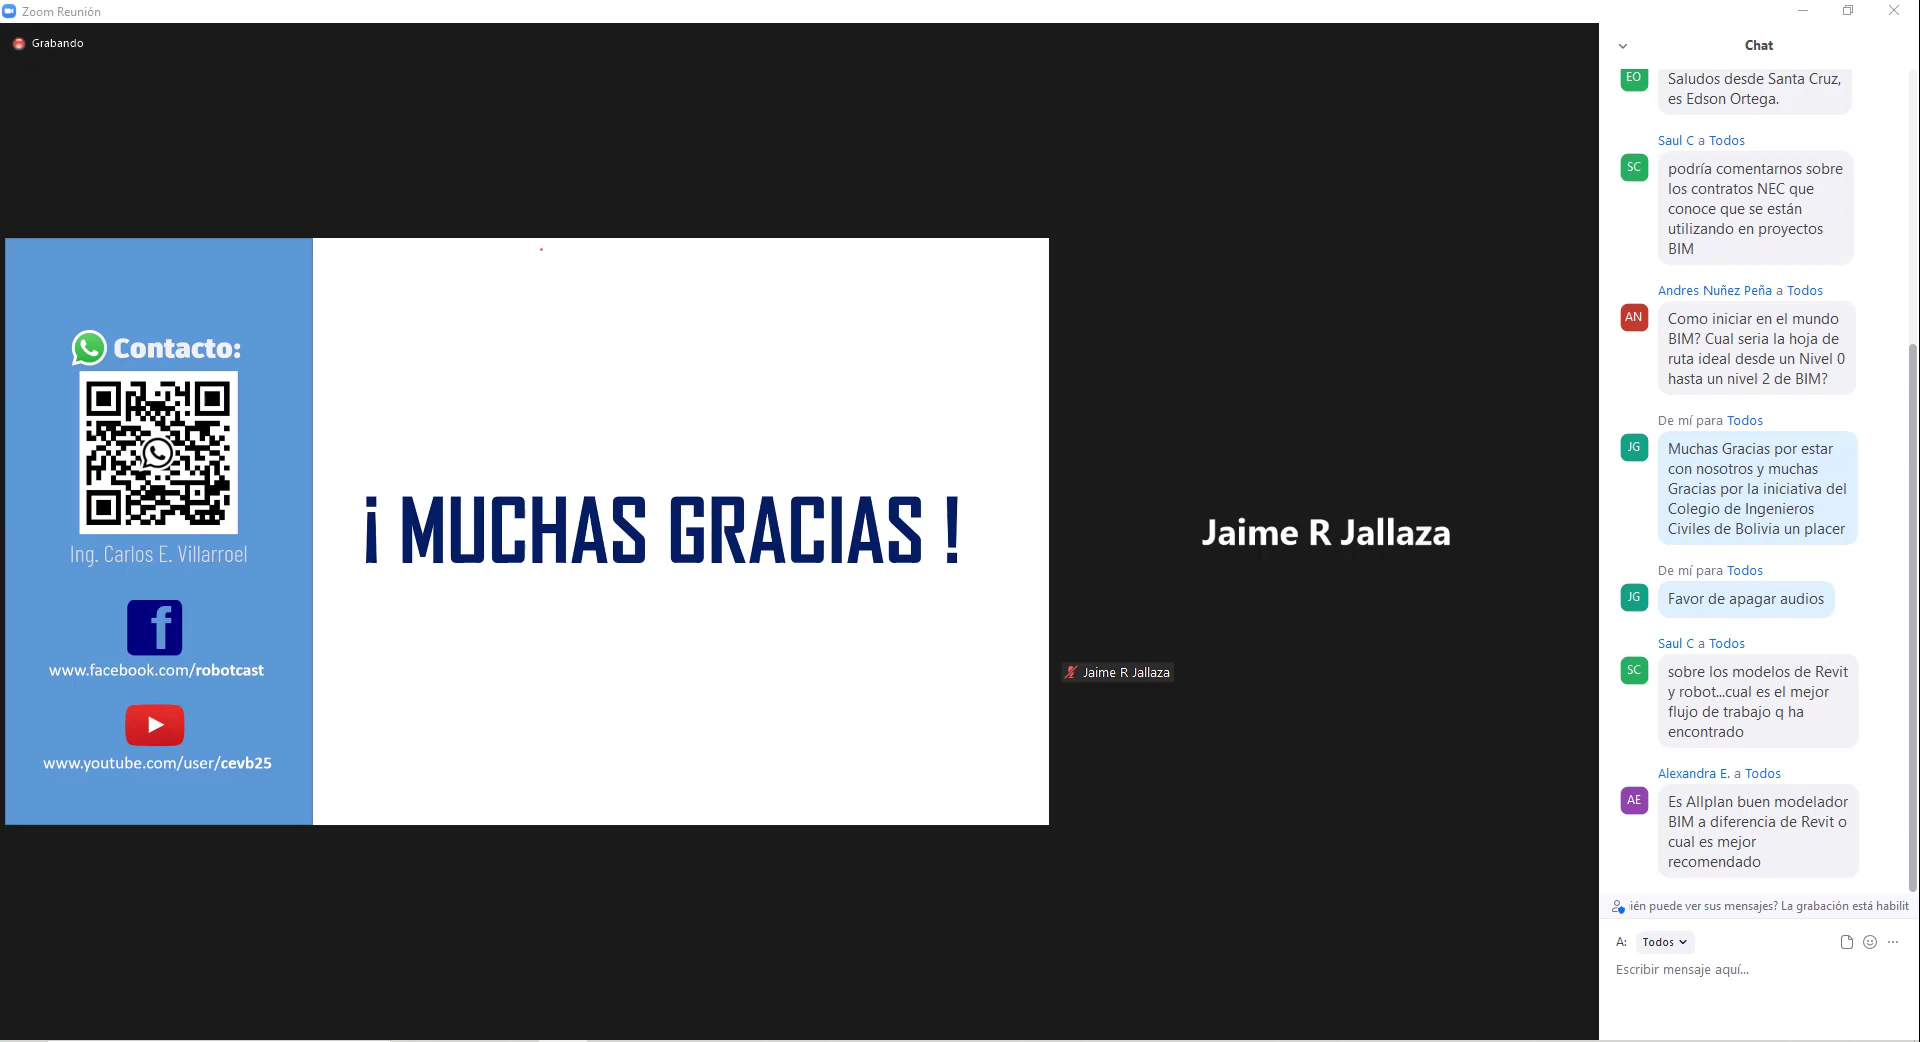 Zoom Reunión
Grabando
Contacto:
Ing. Carlos E. Villarroel
f
www.facebook.com/robotcast
www.youtube.com/user/cevb25
¡ MUCHAS GRACIAS !
Jaime R Jallaza
Jaime R Jallaza
Chat
EO
Saludos desde Santa Cruz,
es Edson Ortega.
Saul C a Todos
SC
podría comentarnos sobre
los contratos NEC que
conoce que se están
utilizando en proyectos
BIM
Andres Nuñez Peña a Todos
AN
Como iniciar en el mundo
BIM? Cual seria la hoja de
ruta ideal desde un Nivel 0
hasta un nivel 2 de BIM?
De mí para Todos
JG
Muchas Gracias por estar
con nosotros y muchas
Gracias por la iniciativa del
Colegio de Ingenieros
Civiles de Bolivia un placer
De mí para Todos
JG
Favor de apagar audios
Saul C a Todos
SC
sobre los modelos de Revit
y robot...cual es el mejor
flujo de trabajo q ha
encontrado
Alexandra E. a Todos
AE
Es Allplan buen modelador
BIM a diferencia de Revit o
cual es mejor
recomendado
ién puede ver sus mensajes? La grabación está habilit
A: Todos
Escribir mensaje aquí...